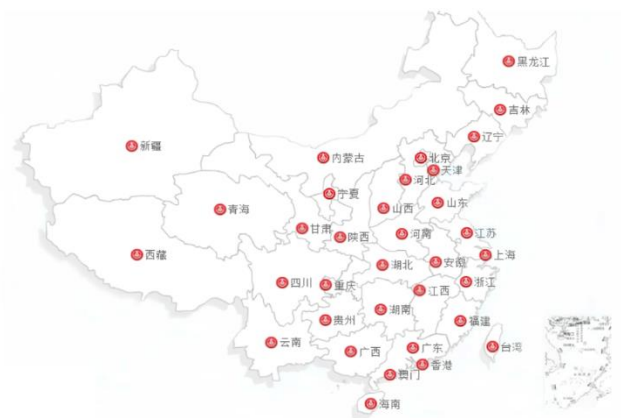 黑龙江
吉林
辽宁
新疆
内蒙古
北京
天津
河北
宁夏
青海
山西
山东
甘肃
陕西
河南
江苏
西藏
上海
湖北
安徽
四川
重庆
江西
浙江
湖南
贵州
福建
云南
广西
广东
台湾
香港
澳门
海南